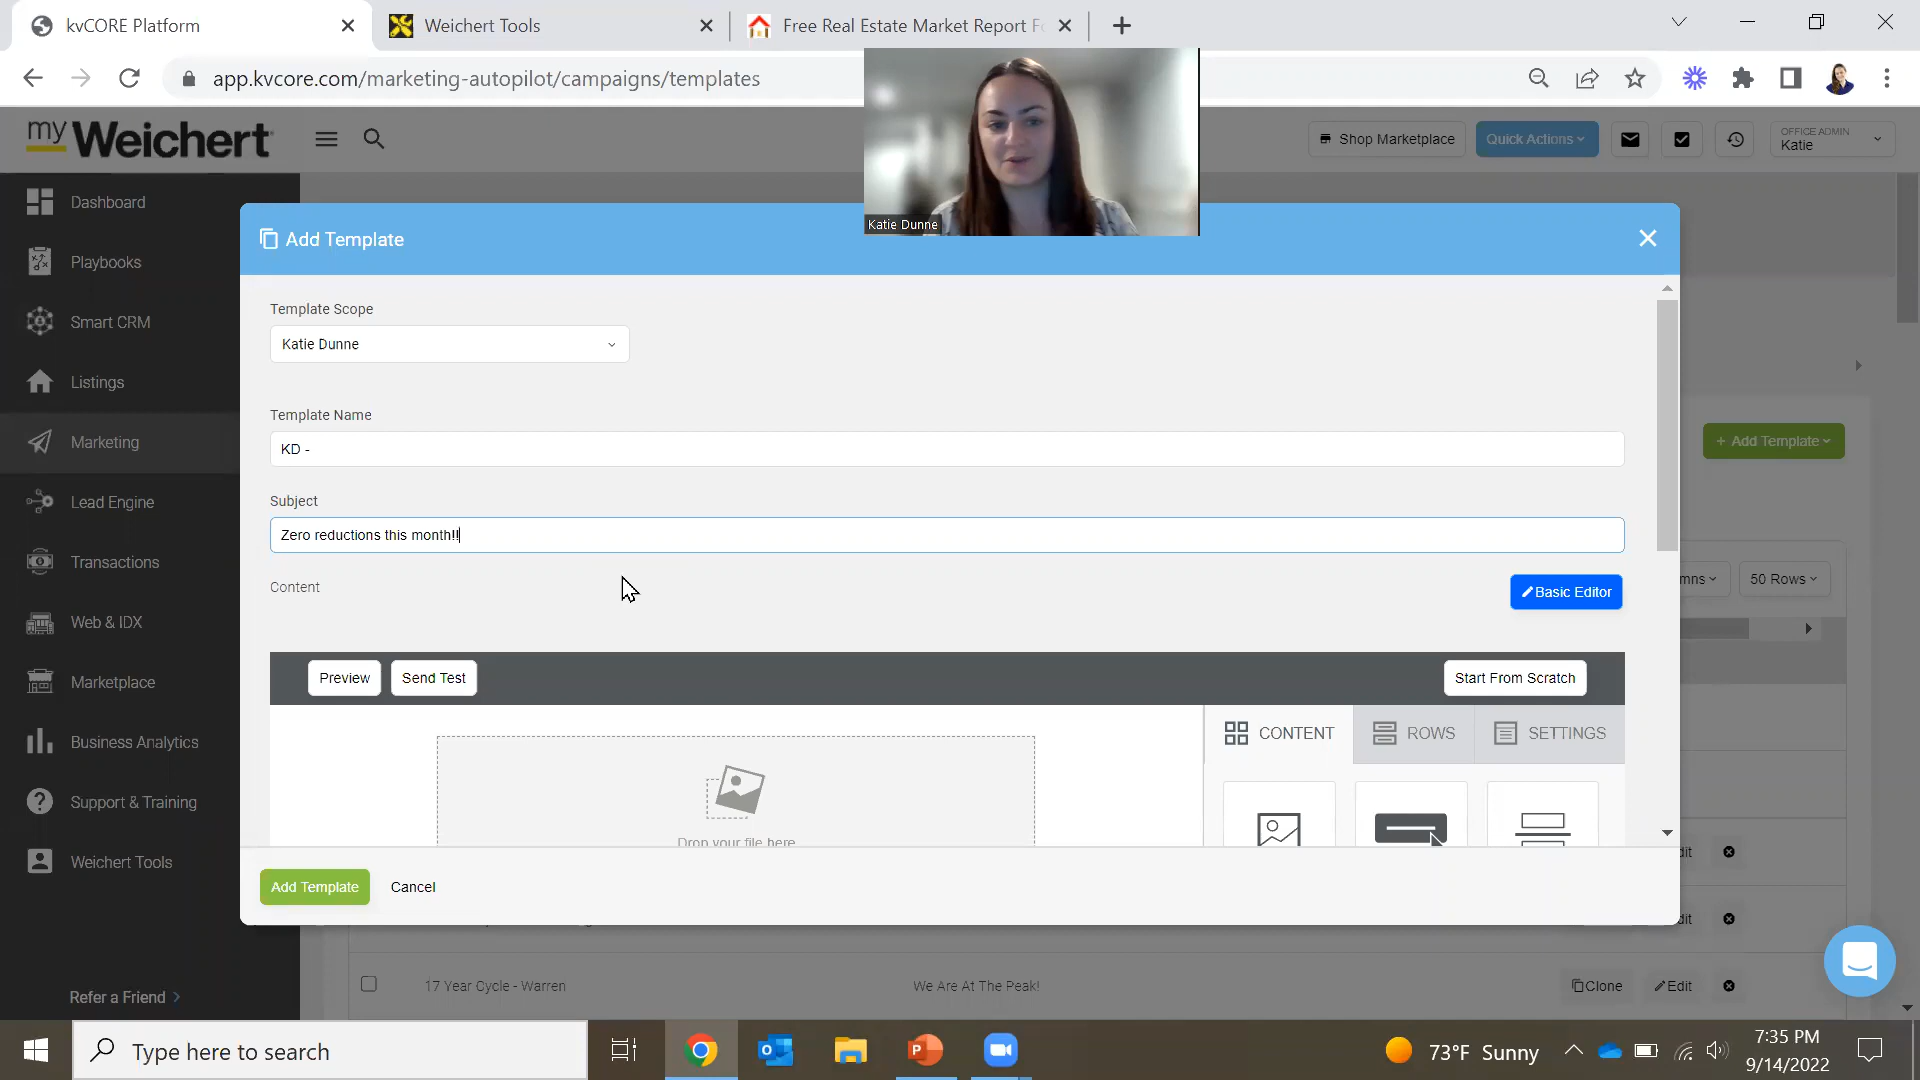 kvCORE Platform
Weichert Tools
Free Real Estate Market Report Fo
app.kvcore.com/marketing-autopilot/campaigns/templates
Katie Dunne
my Weichert
Shop Marketplace
Quick Actions
OFFICE ADMIN
Katie
Dashboard
Playbooks
Smart CRM
Listings
Marketing
Lead Engine
Transactions
Web & IDX
Marketplace
Business Analytics
Support & Training
Weichert Tools
Refer a Friend >
Add Template
Template Scope
Katie Dunne
Template Name
KD -
Subject
Zero reductions this month!!
Content
Basic Editor
Preview
Send Test
Start From Scratch
CONTENT
ROWS
SETTINGS
Drop your file here
Add Template
Cancel
+ Add Template
mns
50 Rows
dit
dit
17 Year Cycle - Warren
We Are At The Peak!
Clone
Edit
Type here to search
73°F Sunny
7:35 PM
9/14/2022